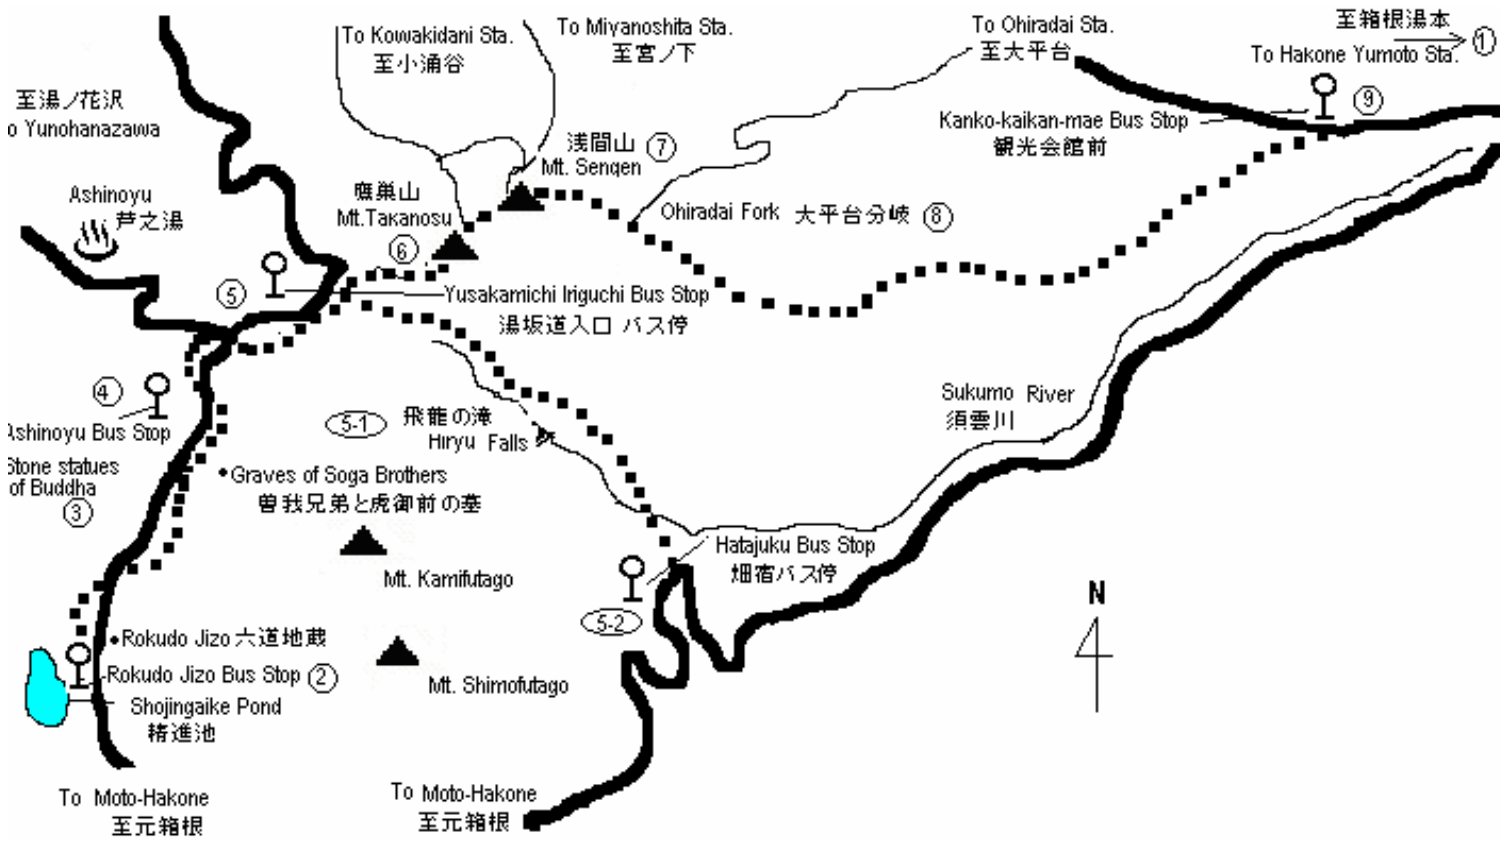 To Kowakidani Sta.
至小涌谷
To Miyanoshita Sta.
至宮ノ下
To Ohiradai Sta.
至大平台
至箱根湯本
To Hakone Yumoto Sta.
①
至湯ノ花沢
o Yunohanazawa
Kanko-kaikan-mae Bus Stop
観光会館前
⑨
浅間山
Mt. Sengen
⑦
Ashinoyu
芦之湯
鷹巣山
Mt.Takanosu
⑥
Ohiradai Fork 大平台分岐 ⑧
⑤
Yusakamichi Iriguchi Bus Stop
湯坂道入口 バス停
④
Ashinoyu Bus Stop
5-1
飛龍の滝
Hiryu Falls
Sukumo River
須雲川
Stone statues
of Buddha
③
Graves of Soga Brothers
曽我兄弟と虎御前の墓
Mt. Kamifutago
Hatajuku Bus Stop
畑宿バス停
5-2
N
Rokudo Jizo 六道地蔵
Rokudo Jizo Bus Stop ②
Shojingaike Pond
精進池
Mt. Shimofutago
To Moto-Hakone
至元箱根
To Moto-Hakone
至元箱根